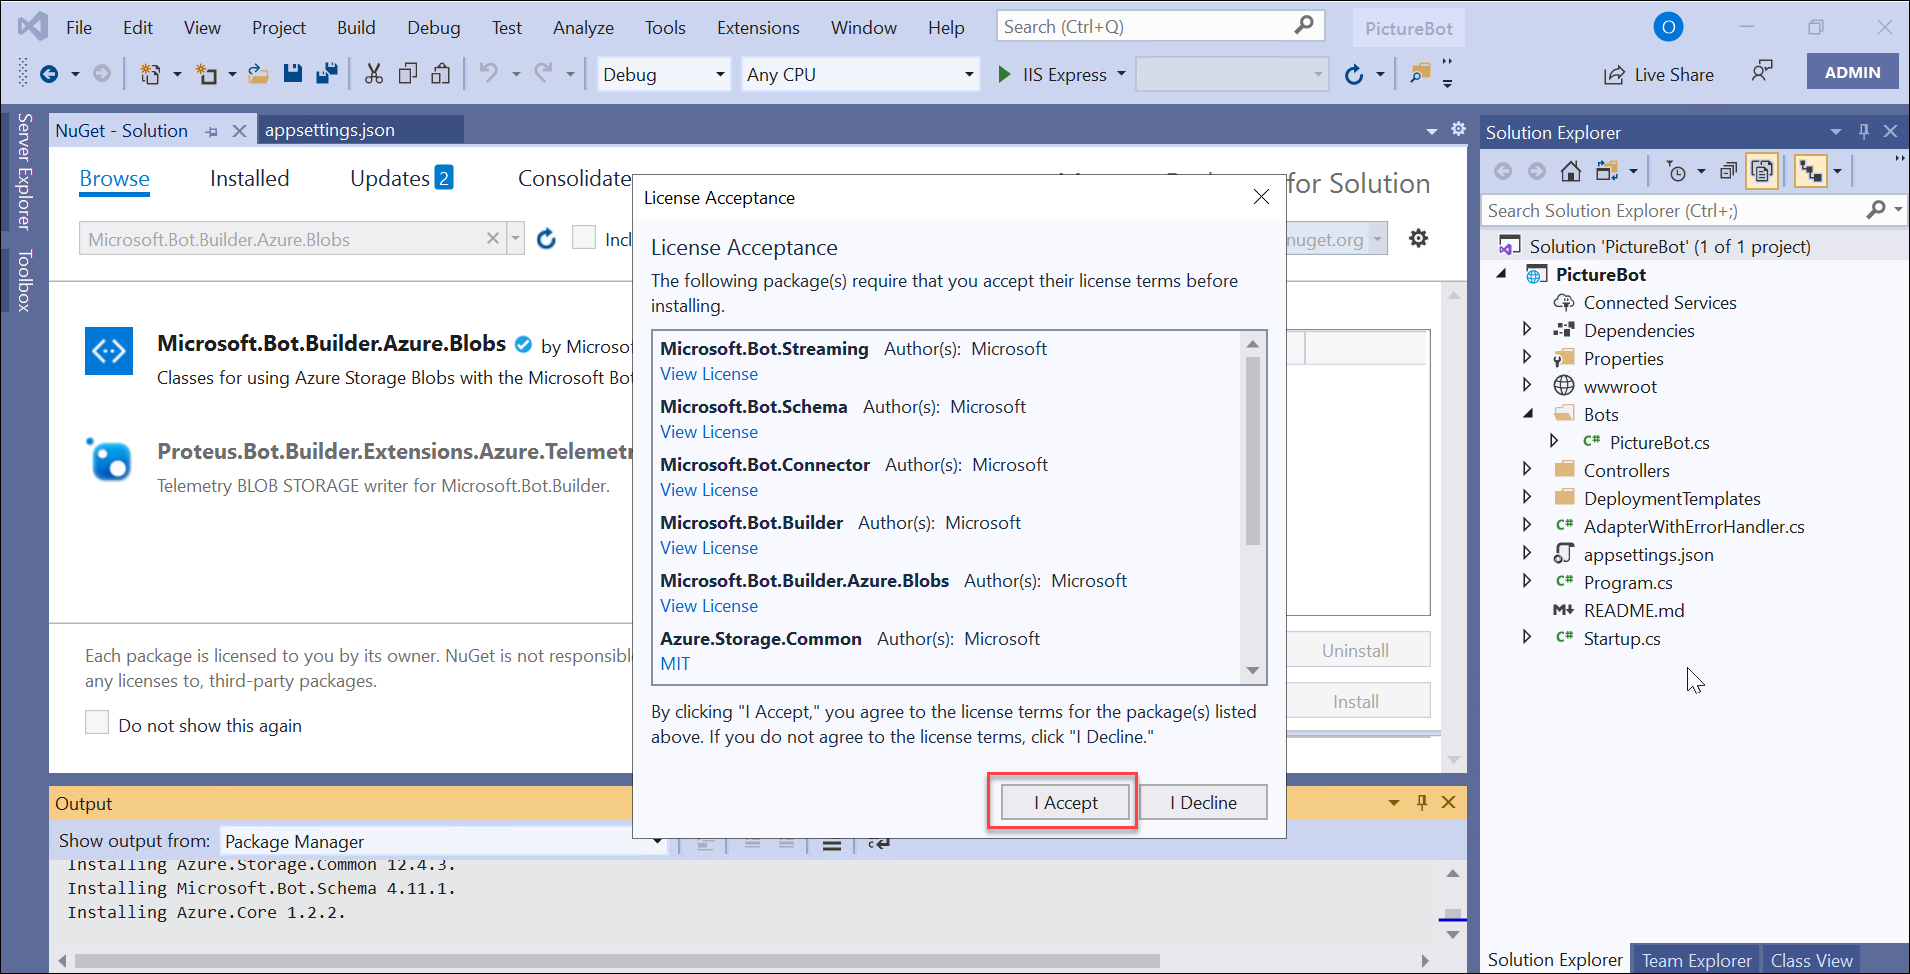 File Edit View Project Build Debug Test Analyze Tools Extensions Window Help Search (Ctrl+Q) PictureBot O
Debug Any CPU IIS Express Live Share ADMIN
Server Explorer
Toolbox
NuGet - Solution appsettings.json
Browse Installed Updates 2 Consolidate for Solution
Microsoft.Bot.Builder.Azure.Blobs Incl nuget.org
Microsoft.Bot.Builder.Azure.Blobs by Microso
Classes for using Azure Storage Blobs with the Microsoft Bot
Proteus.Bot.Builder.Extensions.Azure.Telemetr
Telemetry BLOB STORAGE writer for Microsoft.Bot.Builder.
Each package is licensed to you by its owner. NuGet is not responsible
any licenses to, third-party packages.
Do not show this again
Uninstall
Install
License Acceptance
License Acceptance
The following package(s) require that you accept their license terms before
installing.
Microsoft.Bot.Streaming Author(s): Microsoft
View License
Microsoft.Bot.Schema Author(s): Microsoft
View License
Microsoft.Bot.Connector Author(s): Microsoft
View License
Microsoft.Bot.Builder Author(s): Microsoft
View License
Microsoft.Bot.Builder.Azure.Blobs Author(s): Microsoft
View License
Azure.Storage.Common Author(s): Microsoft
MIT
By clicking "I Accept," you agree to the license terms for the package(s) listed
above. If you do not agree to the license terms, click "I Decline."
I Accept I Decline
Output
Show output from: Package Manager
Installing Azure.Storage.Common 12.4.3.
Installing Microsoft.Bot.Schema 4.11.1.
Installing Azure.Core 1.2.2.
Solution Explorer
Search Solution Explorer (Ctrl+;)
Solution 'PictureBot' (1 of 1 project)
PictureBot
Connected Services
Dependencies
Properties
wwwroot
Bots
C# PictureBot.cs
Controllers
DeploymentTemplates
C# AdapterWithErrorHandler.cs
appsettings.json
C# Program.cs
M README.md
C# Startup.cs
Solution Explorer Team Explorer Class View